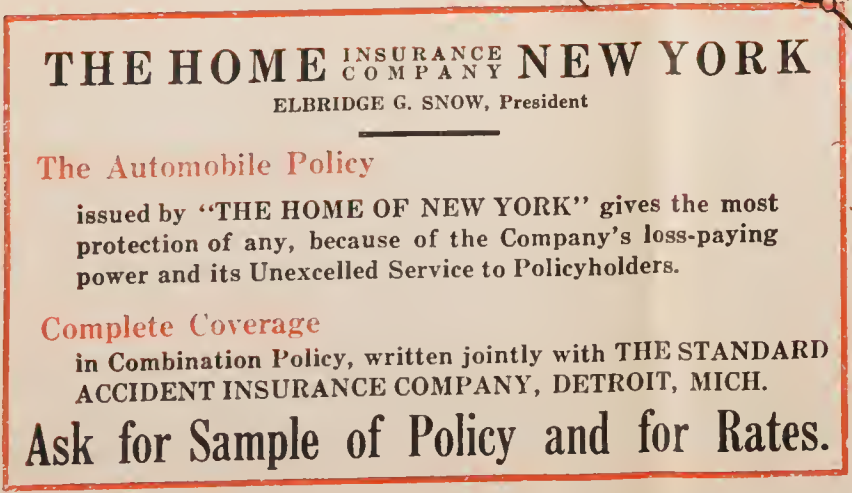 THE HOME INSURANCE COMPANY NEW YORK
ELBRIDGE G. SNOW, President
The Automobile Policy
issued by “THE HOME OF NEW YORK” gives the most
protection of any, because of the Company’s loss-paying
power and its Unexcelled Service to Policyholders.
Complete Coverage
in Combination Policy, written jointly with THE STANDARD
ACCIDENT INSURANCE COMPANY, DETROIT, MICH.
Ask for Sample of Policy and for Rates.